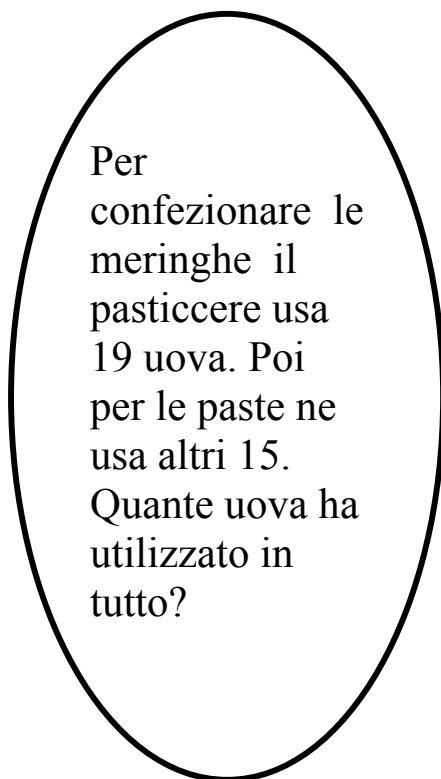 Per
confezionare le
meringhe il
pasticcere usa
19 uova. Poi
per le paste ne
usa altri 15.
Quante uova ha
utilizzato in
tutto?